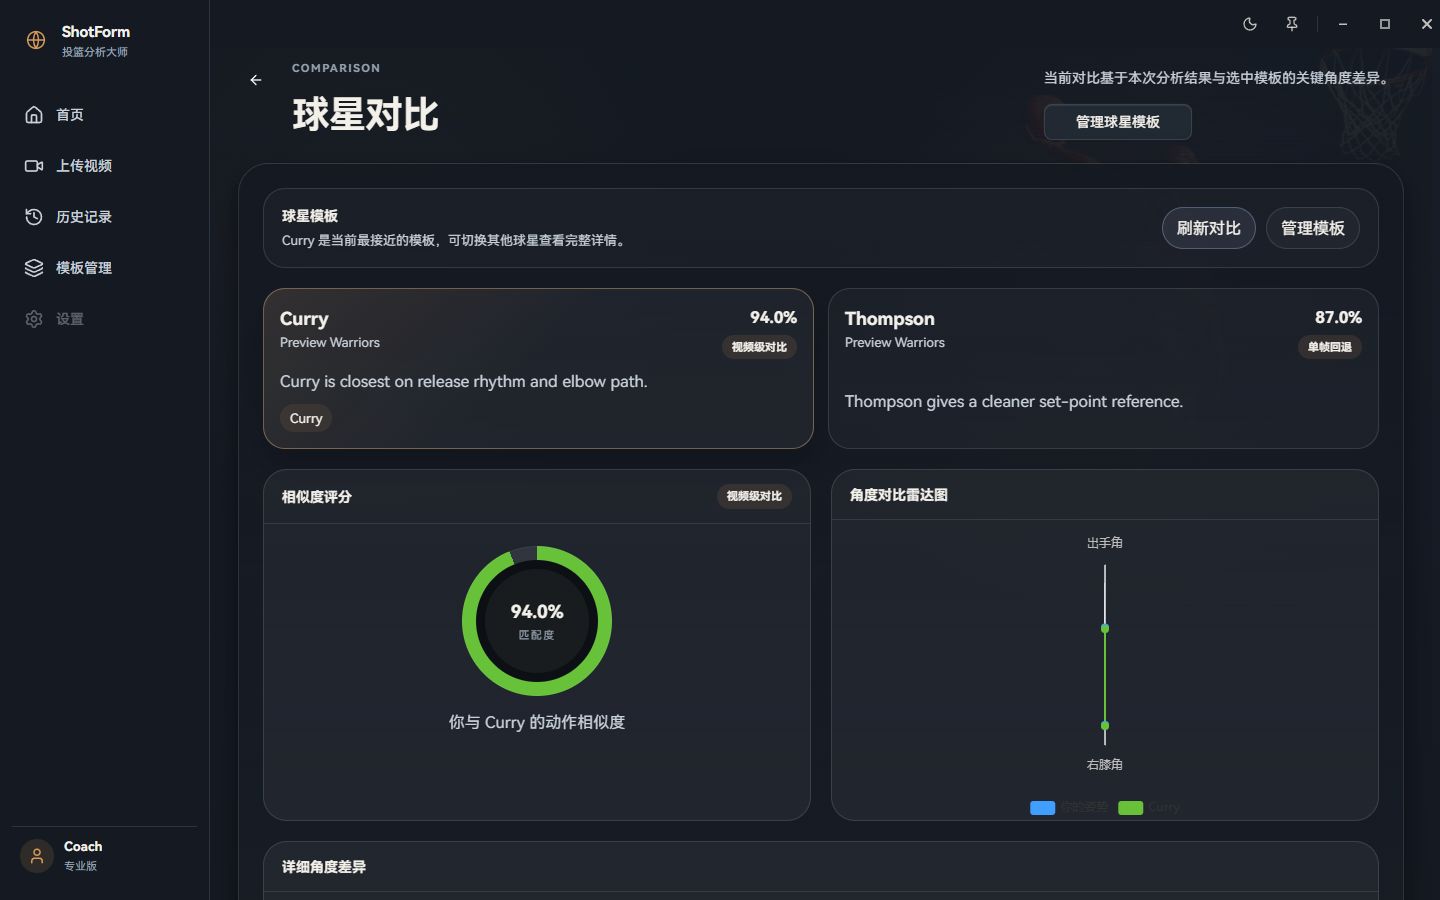 ShotForm
投篮分析大师
首页
上传视频
历史记录
模板管理
设置
Coach
专业版
COMPARISON
球星对比
当前对比基于本次分析结果与选中模板的关键角度差异。
管理球星模板
球星模板
Curry 是当前最接近的模板，可切换其他球星查看完整详情。
刷新对比
管理模板
Curry
94.0%
Preview Warriors
视频级对比
Curry is closest on release rhythm and elbow path.
Curry
Thompson
87.0%
Preview Warriors
单帧回退
Thompson gives a cleaner set-point reference.
相似度评分
视频级对比
94.0%
匹配度
你与 Curry 的动作相似度
角度对比雷达图
出手角
右膝角
你的姿势
Curry
详细角度差异